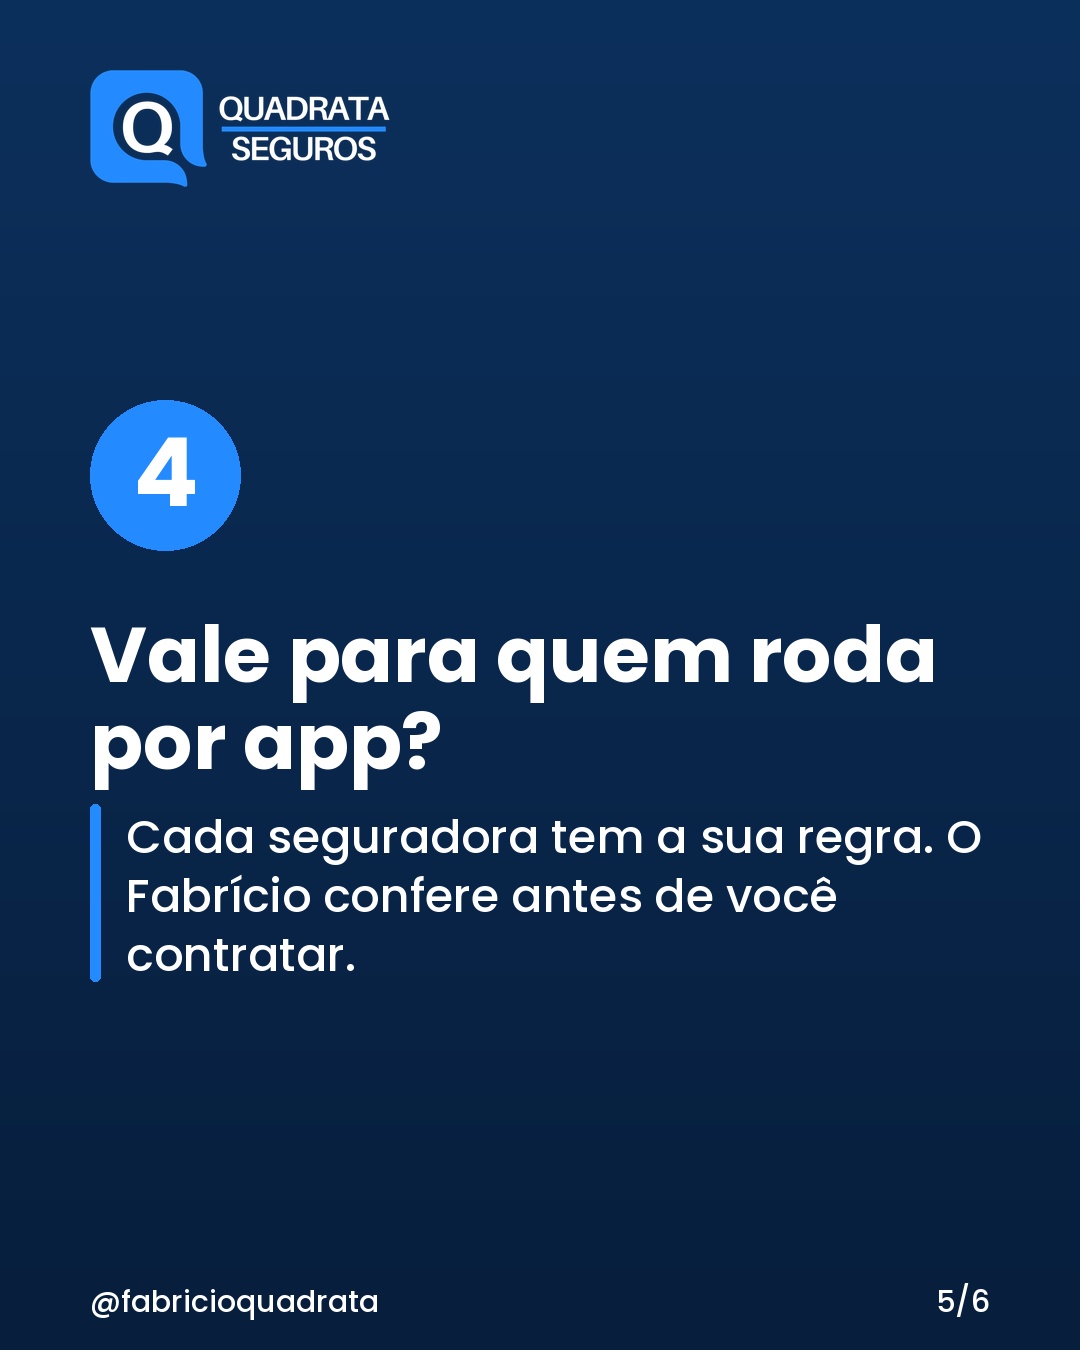 Q
QUADRATA
SEGUROS
4
Vale para quem roda
por app?
Cada seguradora tem a sua regra. O
Fabrício confere antes de você
contratar.
@fabricioquadrata
5/6